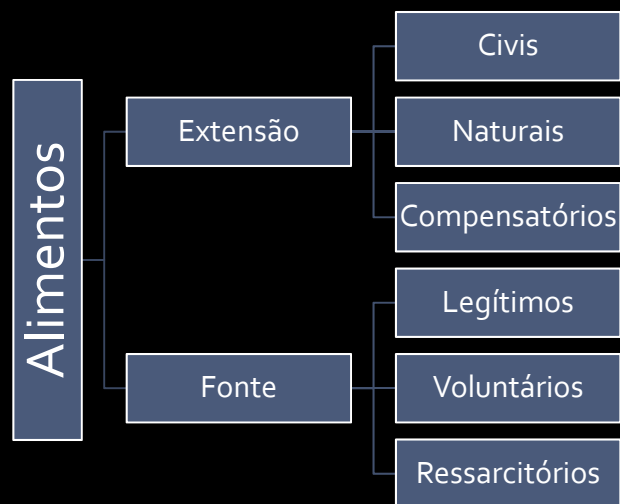 Alimentos
Extensão
Civis
Naturais
Compensatórios
Fonte
Legítimos
Voluntários
Ressarcitórios